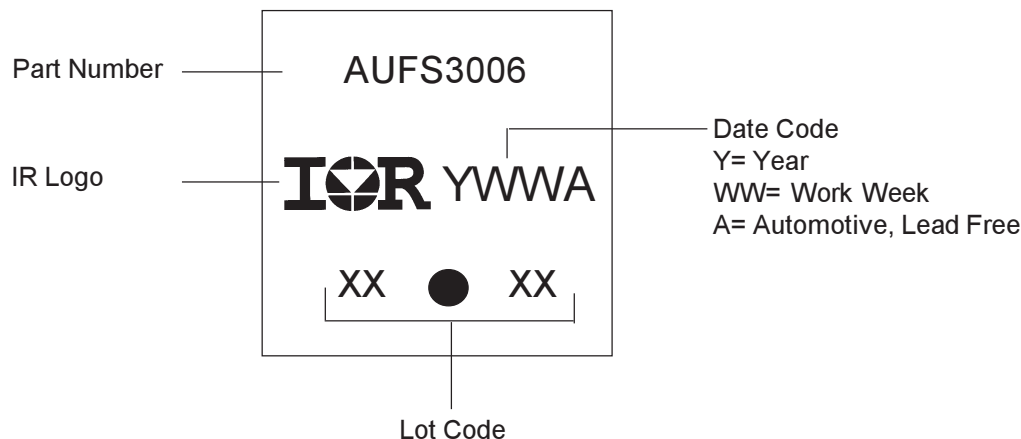 Part Number
AUFS3006
IR Logo
IOR YWWA
Date Code
Y= Year
WW= Work Week
A= Automotive, Lead Free
XX XX
Lot Code